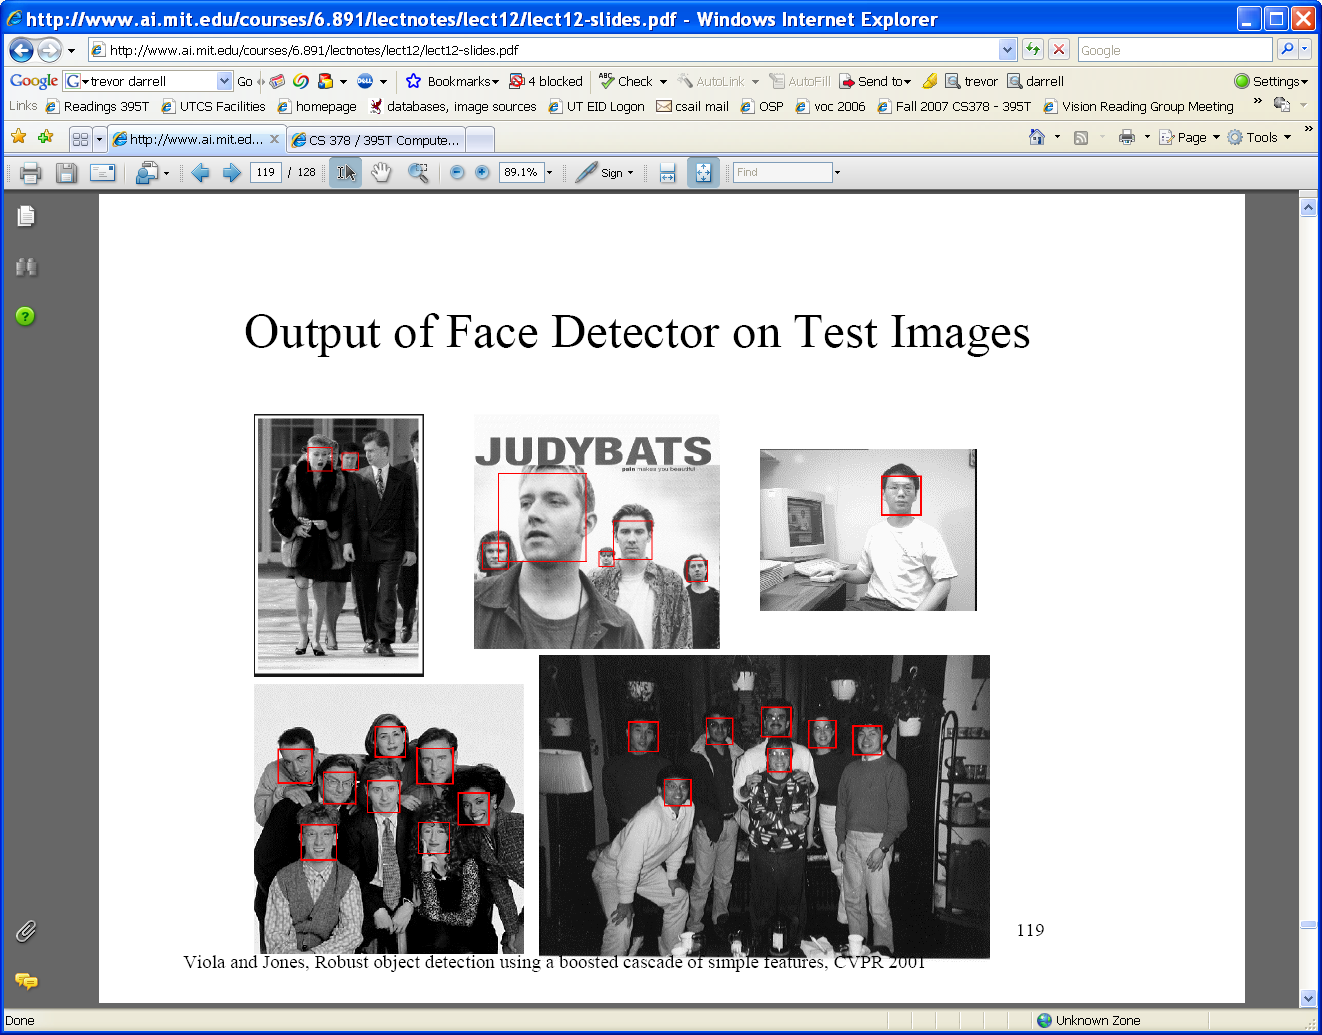 http://www.ai.mit.edu/courses/6.891/lectnotes/lect12/lect12-slides.pdf - Windows Internet Explorer
http://www.ai.mit.edu/courses/6.891/lectnotes/lect12/lect12-slides.pdf
Google
Google G trevor darrell Go Bookmarks 4 blocked ABC Check AutoLink AutoFill Send to trevor darrell Settings
Links Readings 395T UTCS Facilities homepage databases, image sources UT EID Logon csail mail OSP voc 2006 Fall 2007 CS378 - 395T Vision Reading Group Meeting »
http://www.ai.mit.ed... CS 378 / 395T Compute... Page Tools »
119 / 128 89.1% Sign Find
Output of Face Detector on Test Images
JUDYBATS
pain makes you beautiful
119
Viola and Jones, Robust object detection using a boosted cascade of simple features, CVPR 2001
Done Unknown Zone